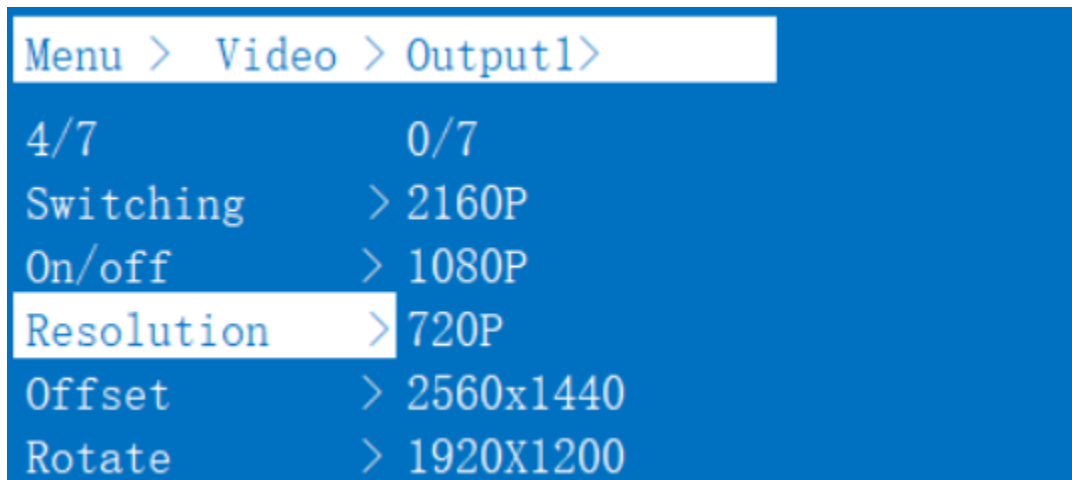 Menu > Video > Output1>
4/7 0/7
Switching > 2160P
On/off > 1080P
Resolution > 720P
Offset > 2560x1440
Rotate > 1920X1200